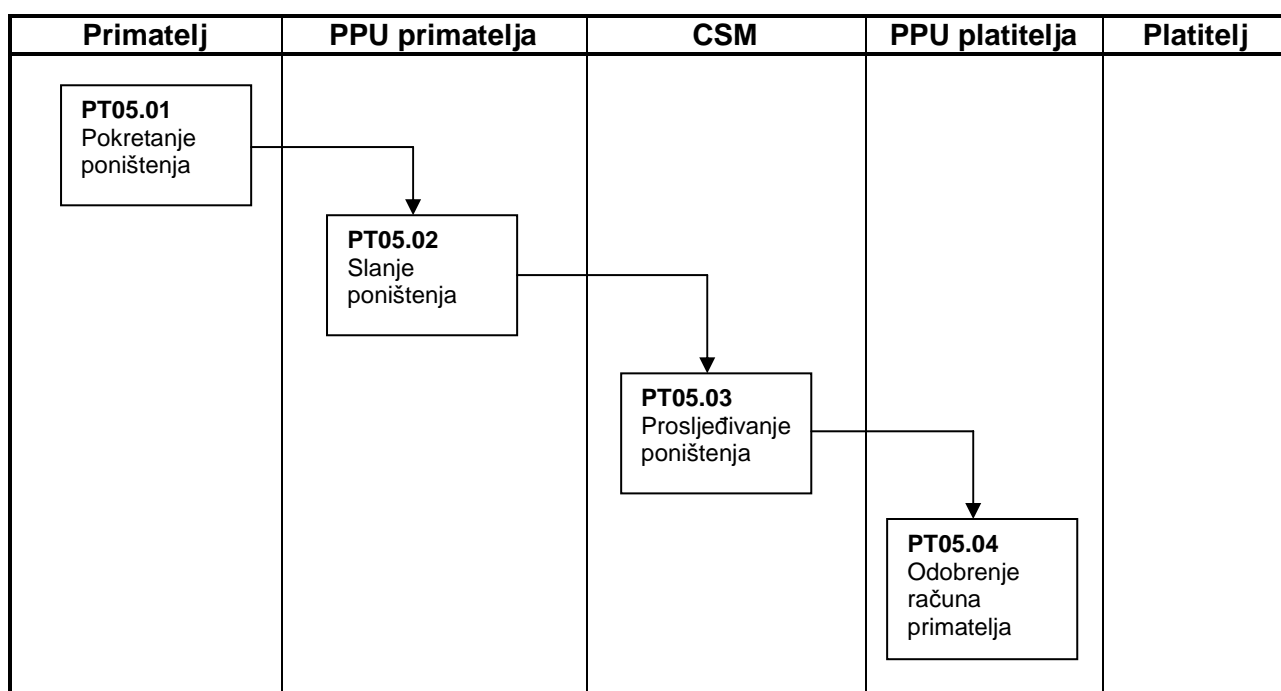 Primatelj
PPU primatelja
CSM
PPU platitelja
Platitelj
PT05.01
Pokretanje
poništenja
PT05.02
Slanje
poništenja
PT05.03
Prosljeđivanje
poništenja
PT05.04
Odobrenje
računa
primatelja